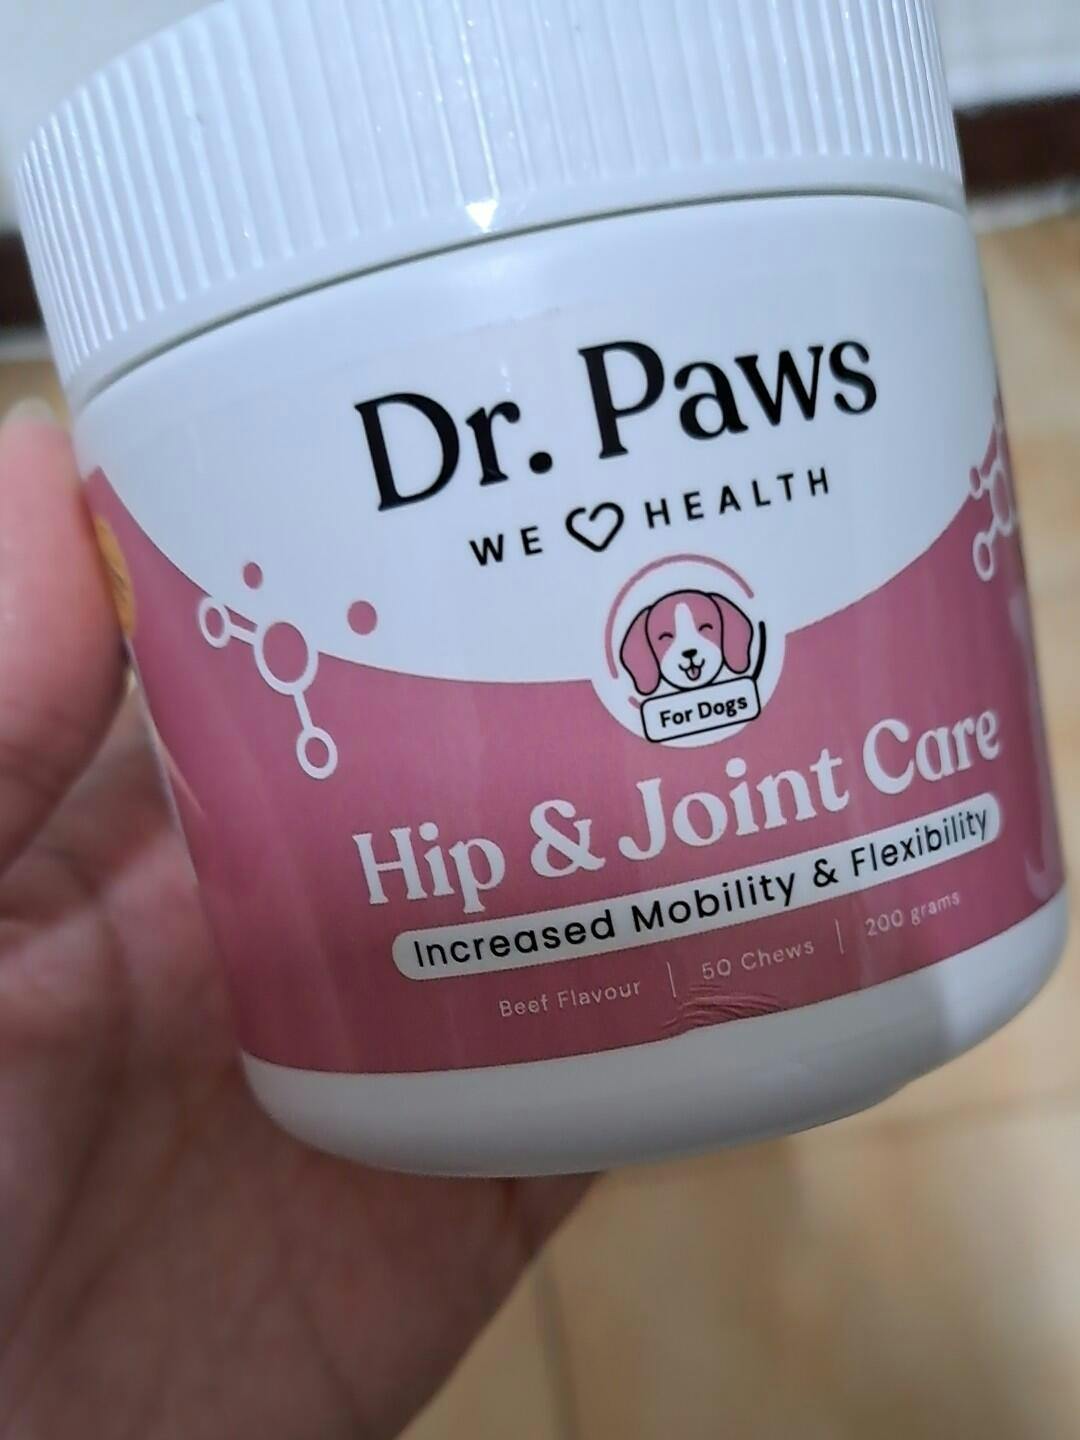 Dr. Paws
WE HEALTH
For Dogs
Hip & Joint Care
Increased Mobility & Flexibility
Beef Flavour | 50 Chews | 200 grams